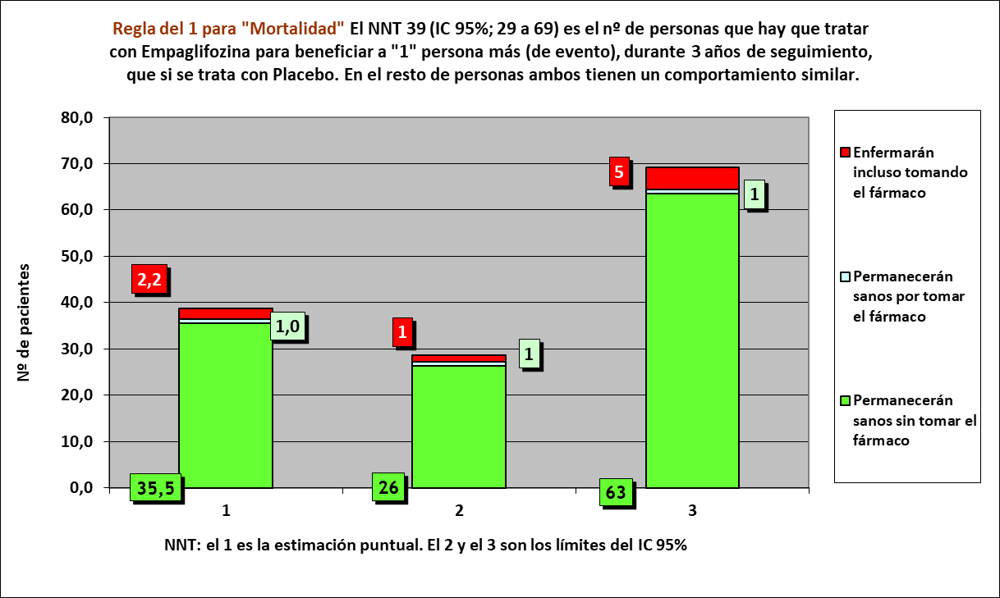 Regla del 1 para "Mortalidad" El NNT 39 (IC 95%; 29 a 69) es el nº de personas que hay que tratar
con Empaglifozina para beneficiar a "1" persona más (de evento), durante 3 años de seguimiento,
que si se trata con Placebo. En el resto de personas ambos tienen un comportamiento similar.
Nº de pacientes
80,0
70,0
60,0
50,0
40,0
30,0
20,0
10,0
0,0
2,2
1,0
35,5
1
1
26
5
1
63
1
2
3
NNT: el 1 es la estimación puntual. El 2 y el 3 son los límites del IC 95%
Enfermarán
incluso tomando
el fármaco
Permanecerán
sanos por tomar
el fármaco
Permanecerán
sanos sin tomar el
fármaco